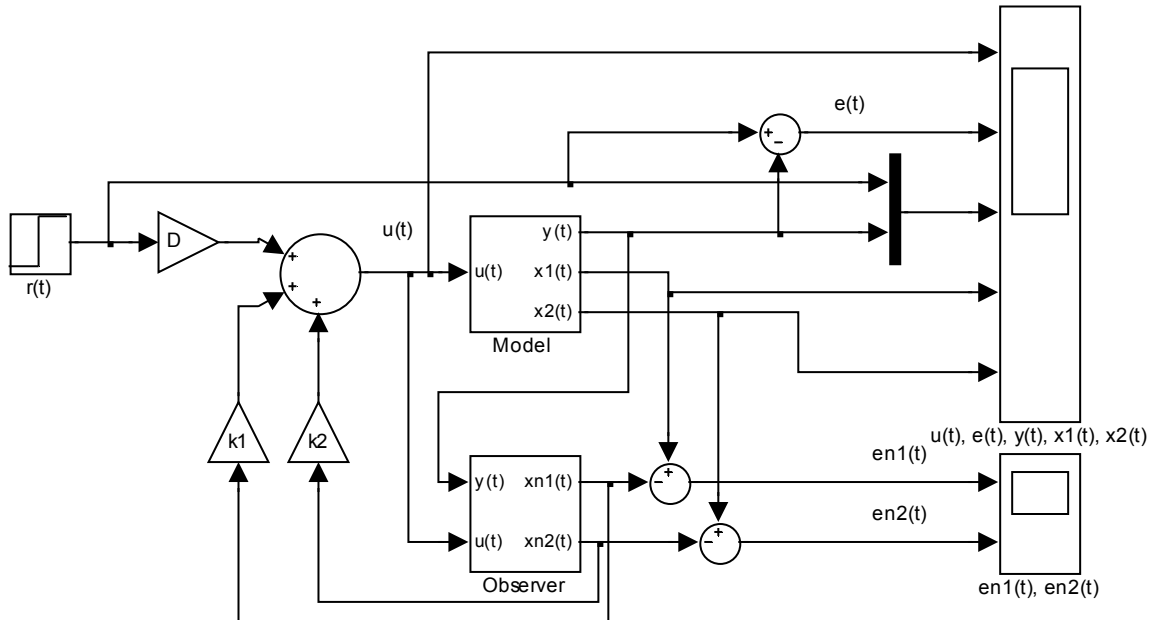 e(t)
+
−
u(t)
D
+
+
+
r(t)
u(t)
y(t)
x1(t)
x2(t)
Model
k1
k2
u(t), e(t), y(t), x1(t), x2(t)
en1(t)
+
−
y(t)
xn1(t)
en2(t)
+
−
u(t)
xn2(t)
Observer
en1(t), en2(t)